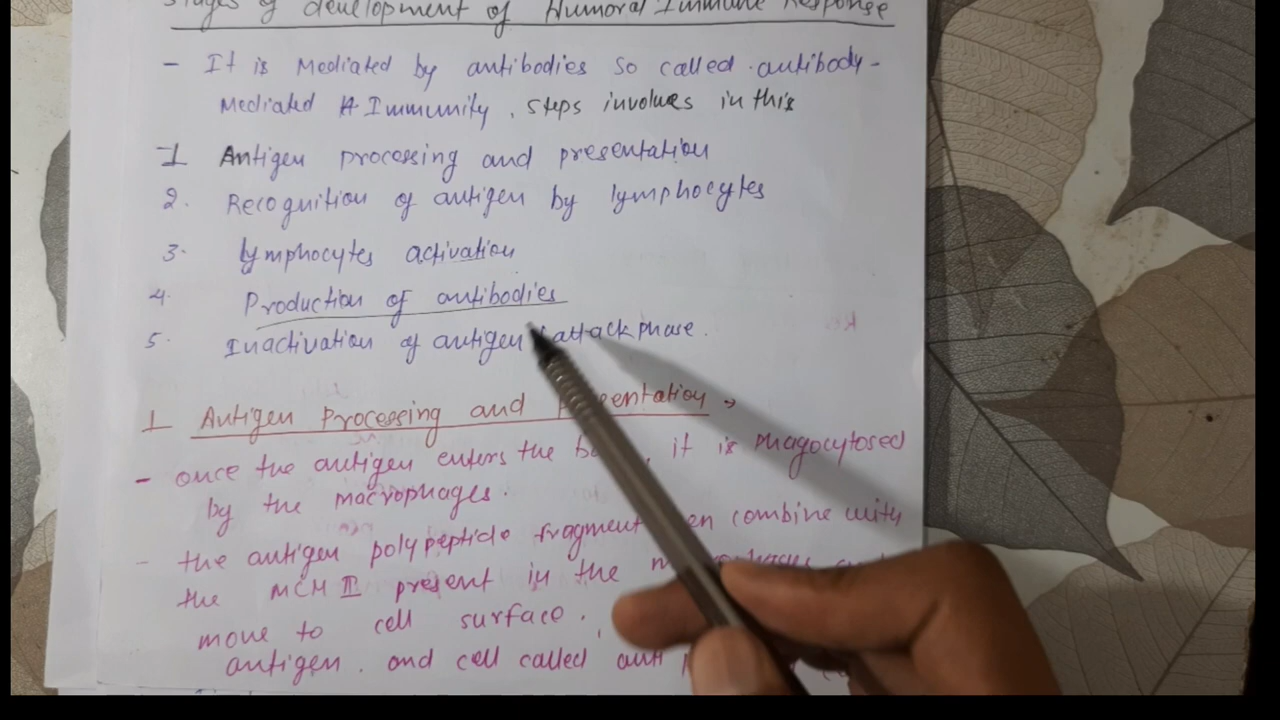 Stages of development of Humoral Immune Response
- It is Mediated by antibodies so called antibody-
Mediated Immunity, steps involves in this
1 Antigen processing and presentation
2. Recognition of antigen by lymphocytes
3. lymphocytes activation
4. Production of antibodies
5. Inactivation of antigen attack phase.
1 Antigen Processing and →
- once the antigen enters the , it is phagocytosed
by the macrophages.
- the antigen polypeptide fragment combine with
the MCH II present in the
move to cell surface.
antigen. and cell called